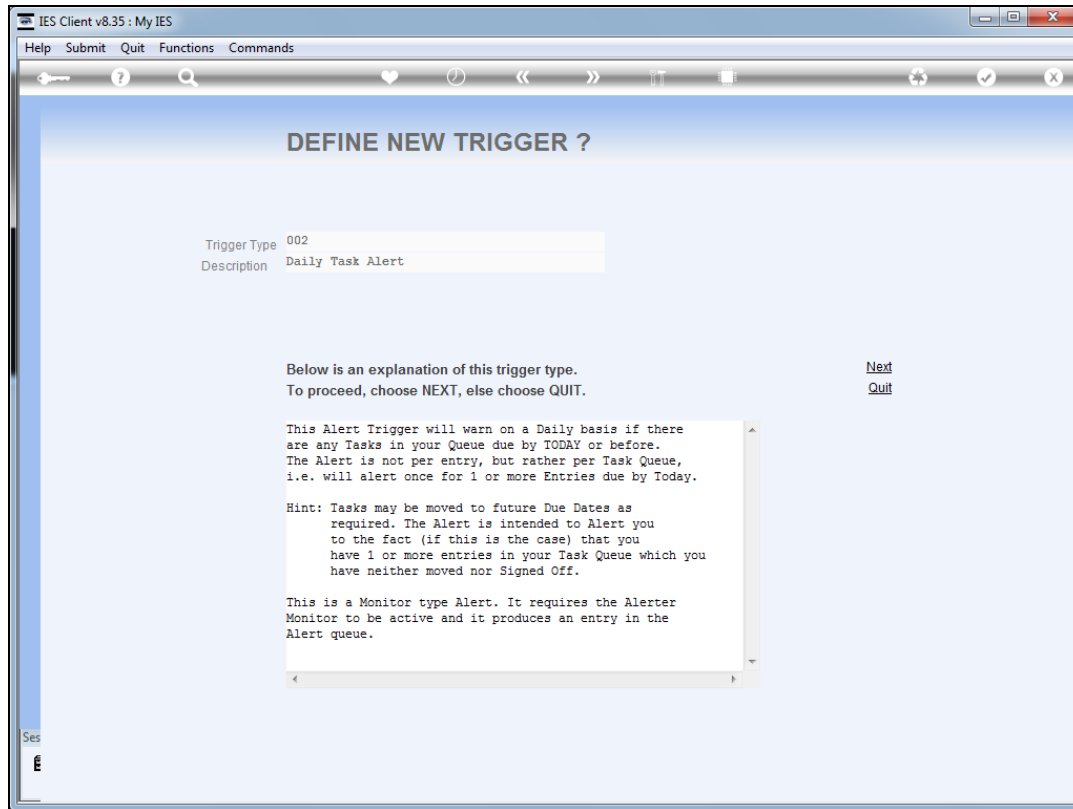 IES Client v8.35 : My IES
Help Submit Quit Functions Commands
DEFINE NEW TRIGGER ?
Trigger Type 002
Description Daily Task Alert
Below is an explanation of this trigger type. Next
To proceed, choose NEXT, else choose QUIT. Quit
This Alert Trigger will warn on a Daily basis if there
are any Tasks in your Queue due by TODAY or before.
The Alert is not per entry, but rather per Task Queue,
i.e. will alert once for 1 or more Entries due by Today.
Hint: Tasks may be moved to future Due Dates as
required. The Alert is intended to Alert you
to the fact (if this is the case) that you
have 1 or more entries in your Task Queue which you
have neither moved nor Signed Off.
This is a Monitor type Alert. It requires the Alerter
Monitor to be active and it produces an entry in the
Alert queue.
Ses